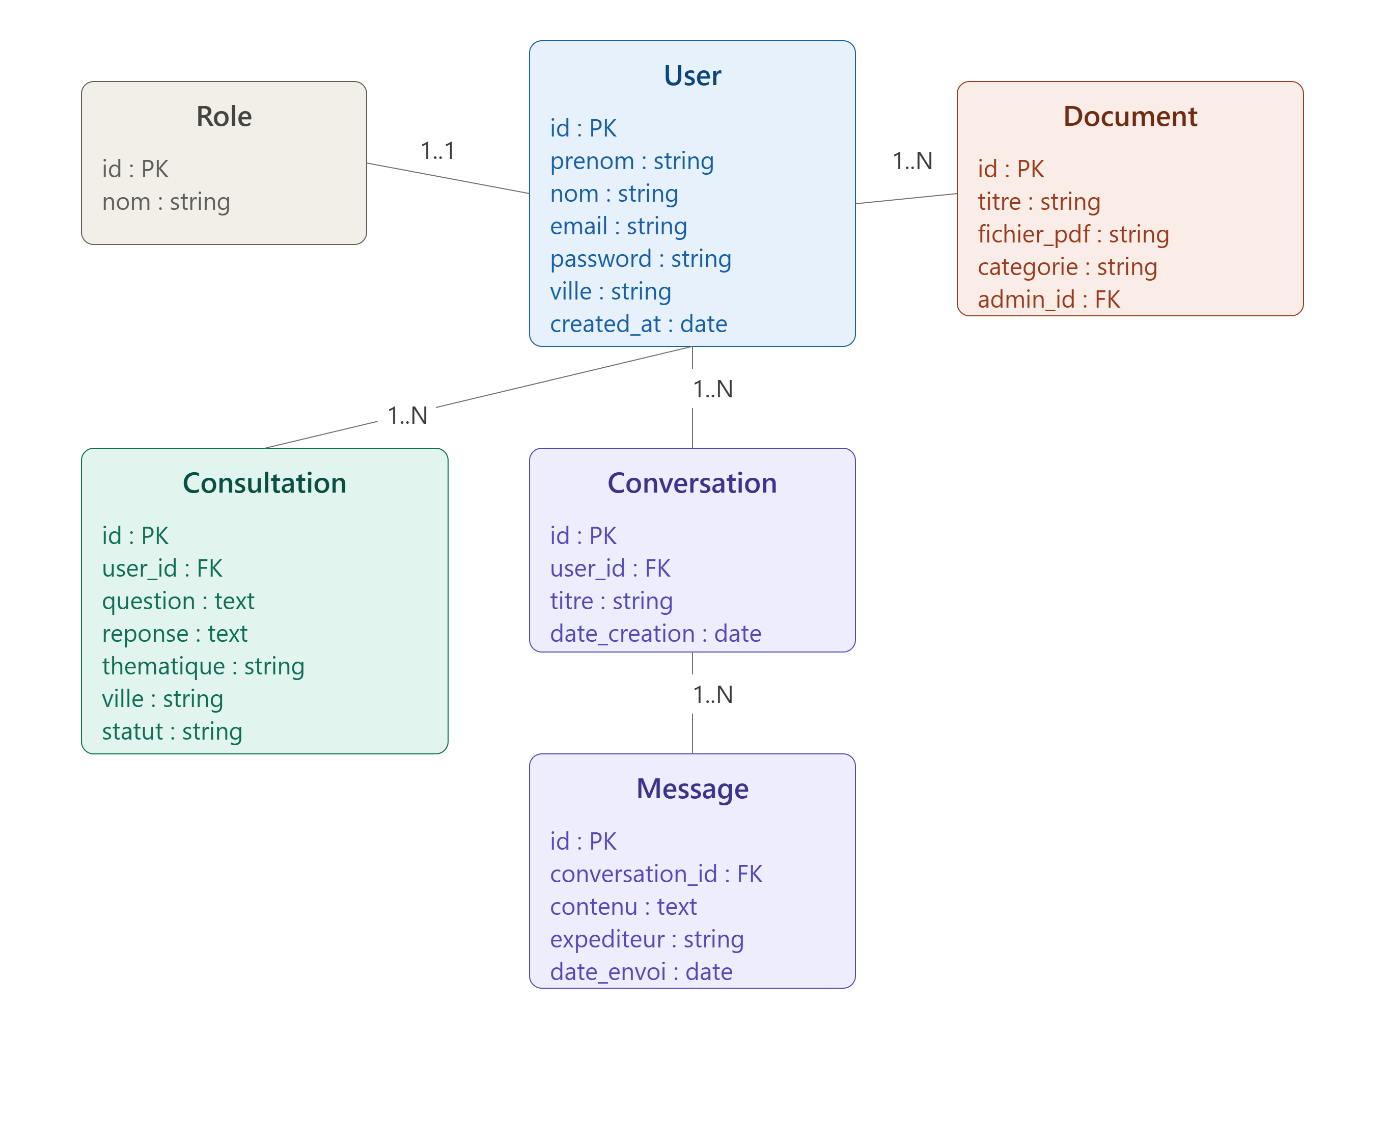 Role
id : PK
nom : string
1..1
User
id : PK
prenom : string
nom : string
email : string
password : string
ville : string
created_at : date
1..N
Document
id : PK
titre : string
fichier_pdf : string
categorie : string
admin_id : FK
1..N
1..N
Consultation
id : PK
user_id : FK
question : text
reponse : text
thematique : string
ville : string
statut : string
Conversation
id : PK
user_id : FK
titre : string
date_creation : date
1..N
Message
id : PK
conversation_id : FK
contenu : text
expediteur : string
date_envoi : date